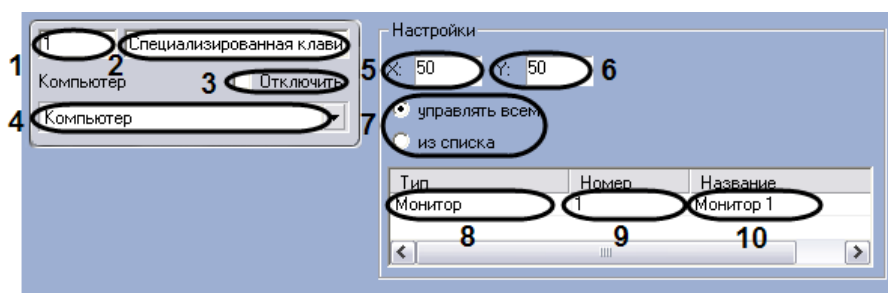 1 Специализированная клави
1 2
Компьютер 3 Отключить
4 Компьютер
Настройки
5 X: 50 Y: 50 6
7 управлять всем
из списка
Тип Номер Название
Монитор 1 Монитор 1
8 9 10